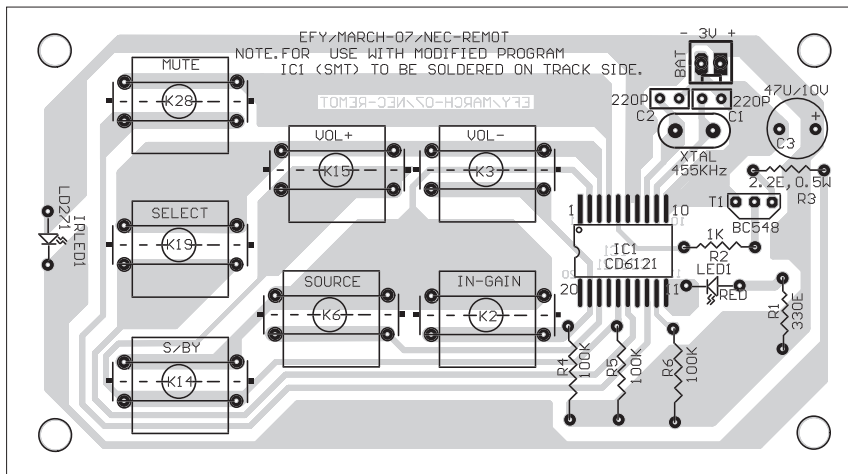 EFY/MARCH-07/NEC-REMOT
NOTE.FOR USE WITH MODIFIED PROGRAM
IC1 (SMT) TO BE SOLDERED ON TRACK SIDE.
EFY/MARCH-07/NEC-REMOT
- 3V +
BAT
220P
220P
C2
C1
XTAL
455KHz
47U/10V
+
C3
2.2E,0.5W
R3
T1
BC548
MUTE
K28
VOL+
K15
VOL-
K3
SELECT
K19
LD271
IRLED1
1
10
IC1
CD6121
20
11
1K
R2
LED1
RED
R1
330E
SOURCE
K6
IN-GAIN
K2
S/BY
K14
R4
100K
R5
100K
R6
100K